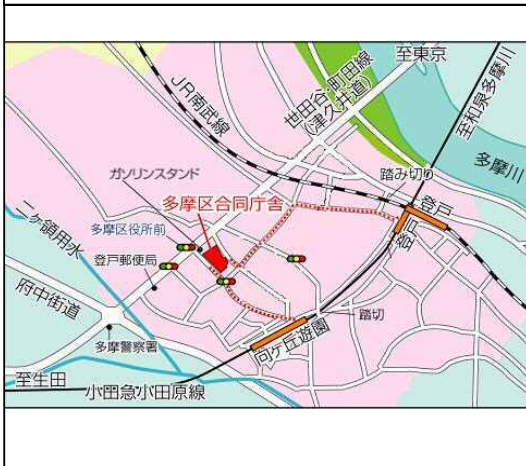 至東京
世田谷・町田線
(津久井道)
JR南武線
至和泉多摩川
多摩川
ガソリンスタンド
踏み切り
多摩区合同庁舎
登戸
登戸
二ヶ領用水
多摩区役所前
登戸郵便局
府中街道
踏切
多摩警察署
向ヶ丘遊園
至生田
小田急小田原線